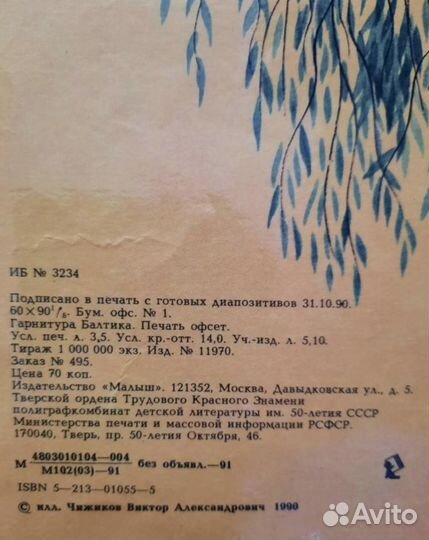 ИБ № 3234
Подписано в печать с готовых диапозитивов 31.10.90.
60×90¹/₈. Бум. офс. № 1.
Гарнитура Балтика. Печать офсет.
Усл. печ. л. 3,5. Усл. кр.-отт. 14,0. Уч.-изд. л. 5,10.
Тираж 1 000 000 экз. Изд. № 11970.
Заказ № 495.
Цена 70 коп.
Издательство «Малыш». 121352, Москва, Давыдковская ул., д. 5.
Тверской ордена Трудового Красного Знамени
полиграфкомбинат детской литературы им. 50-летия СССР
Министерства печати и массовой информации РСФСР.
170040, Тверь, пр. 50-летия Октября, 46.
М 4803010104—004
М102(03)—91 без объявл.—91
ISBN 5—213—01055—5
© илл. Чижиков Виктор Александрович 1990
Avito